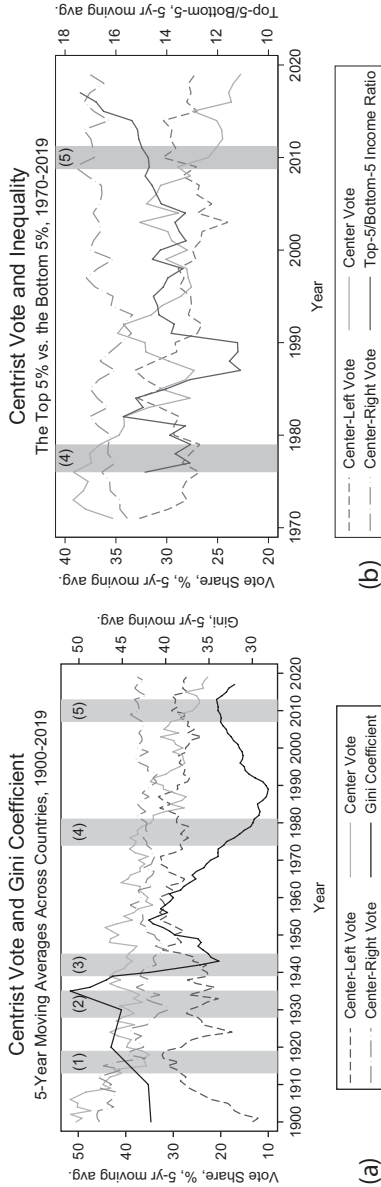 Centrist Vote and Gini Coefficient
5-Year Moving Averages Across Countries, 1900-2019
Vote Share, %, 5-yr moving avg.
50
40
30
20
10
(1)
(2)
(3)
(4)
(5)
Gini, 5-yr moving avg.
50
45
40
35
30
1900 1910 1920 1930 1940 1950 1960 1970 1980 1990 2000 2010 2020
Year
Center-Left Vote
Center Vote
Center-Right Vote
Gini Coefficient
(a)
Centrist Vote and Inequality
The Top 5% vs. the Bottom 5%, 1970-2019
Vote Share, %, 5-yr moving avg.
40
35
30
25
20
(4)
(5)
Top-5/Bottom-5, 5-yr moving avg.
18
16
14
12
10
1970 1980 1990 2000 2010 2020
Year
Center-Left Vote
Center Vote
Center-Right Vote
Top-5/Bottom-5 Income Ratio
(b)